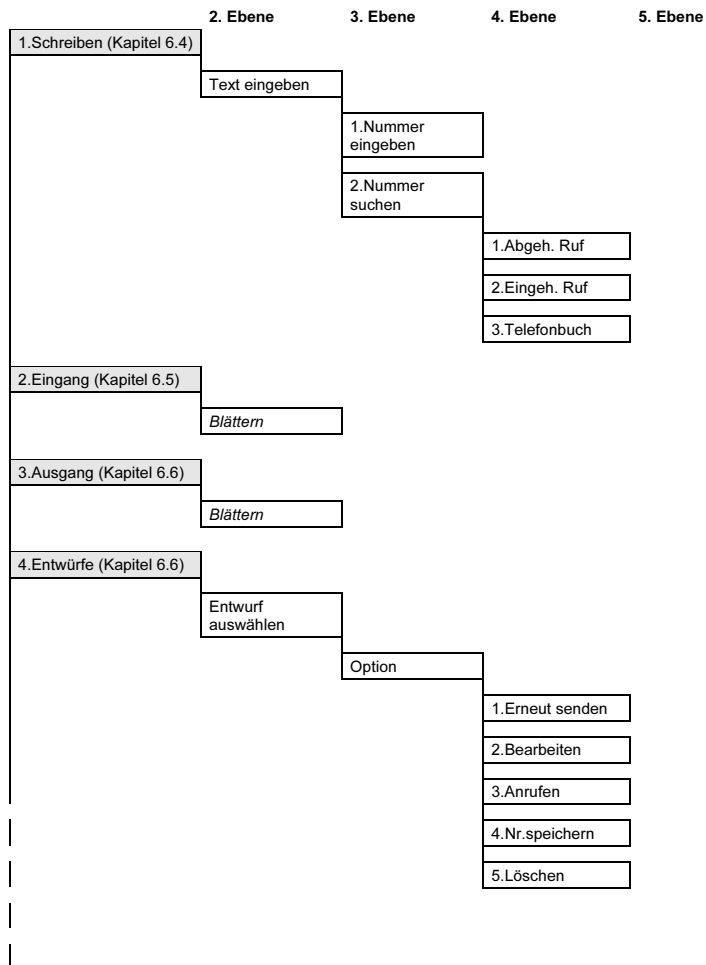 2. Ebene 3. Ebene 4. Ebene 5. Ebene
1.Schreiben (Kapitel 6.4)
Text eingeben
1.Nummer
eingeben
2.Nummer
suchen
1.Abgeh. Ruf
2.Eingeh. Ruf
3.Telefonbuch
2.Eingang (Kapitel 6.5)
Blättern
3.Ausgang (Kapitel 6.6)
Blättern
4.Entwürfe (Kapitel 6.6)
Entwurf
auswählen
Option
1.Erneut senden
2.Bearbeiten
3.Anrufen
4.Nr.speichern
5.Löschen